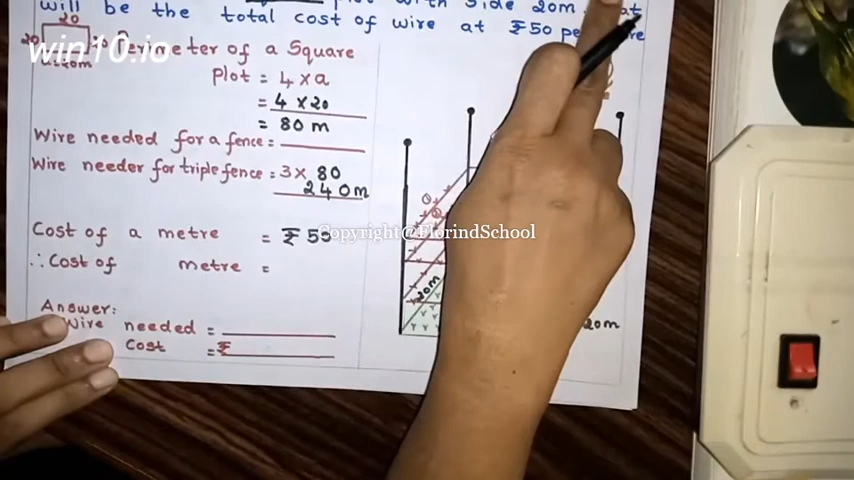 will be the total cost of wire at ₹50 pe
20
20
win10.io
Perimeter of a Square
plot = 4 × a
= 4 × 20
= 80 m
Wire needed for a fence =
Wire needer for triple fence = 3 × 80
240m
Cost of a metre = ₹ 50
Copyright@FlorindSchool
∴ Cost of metre =
20m
20m
Answer:
Wire needed =
Cost = ₹